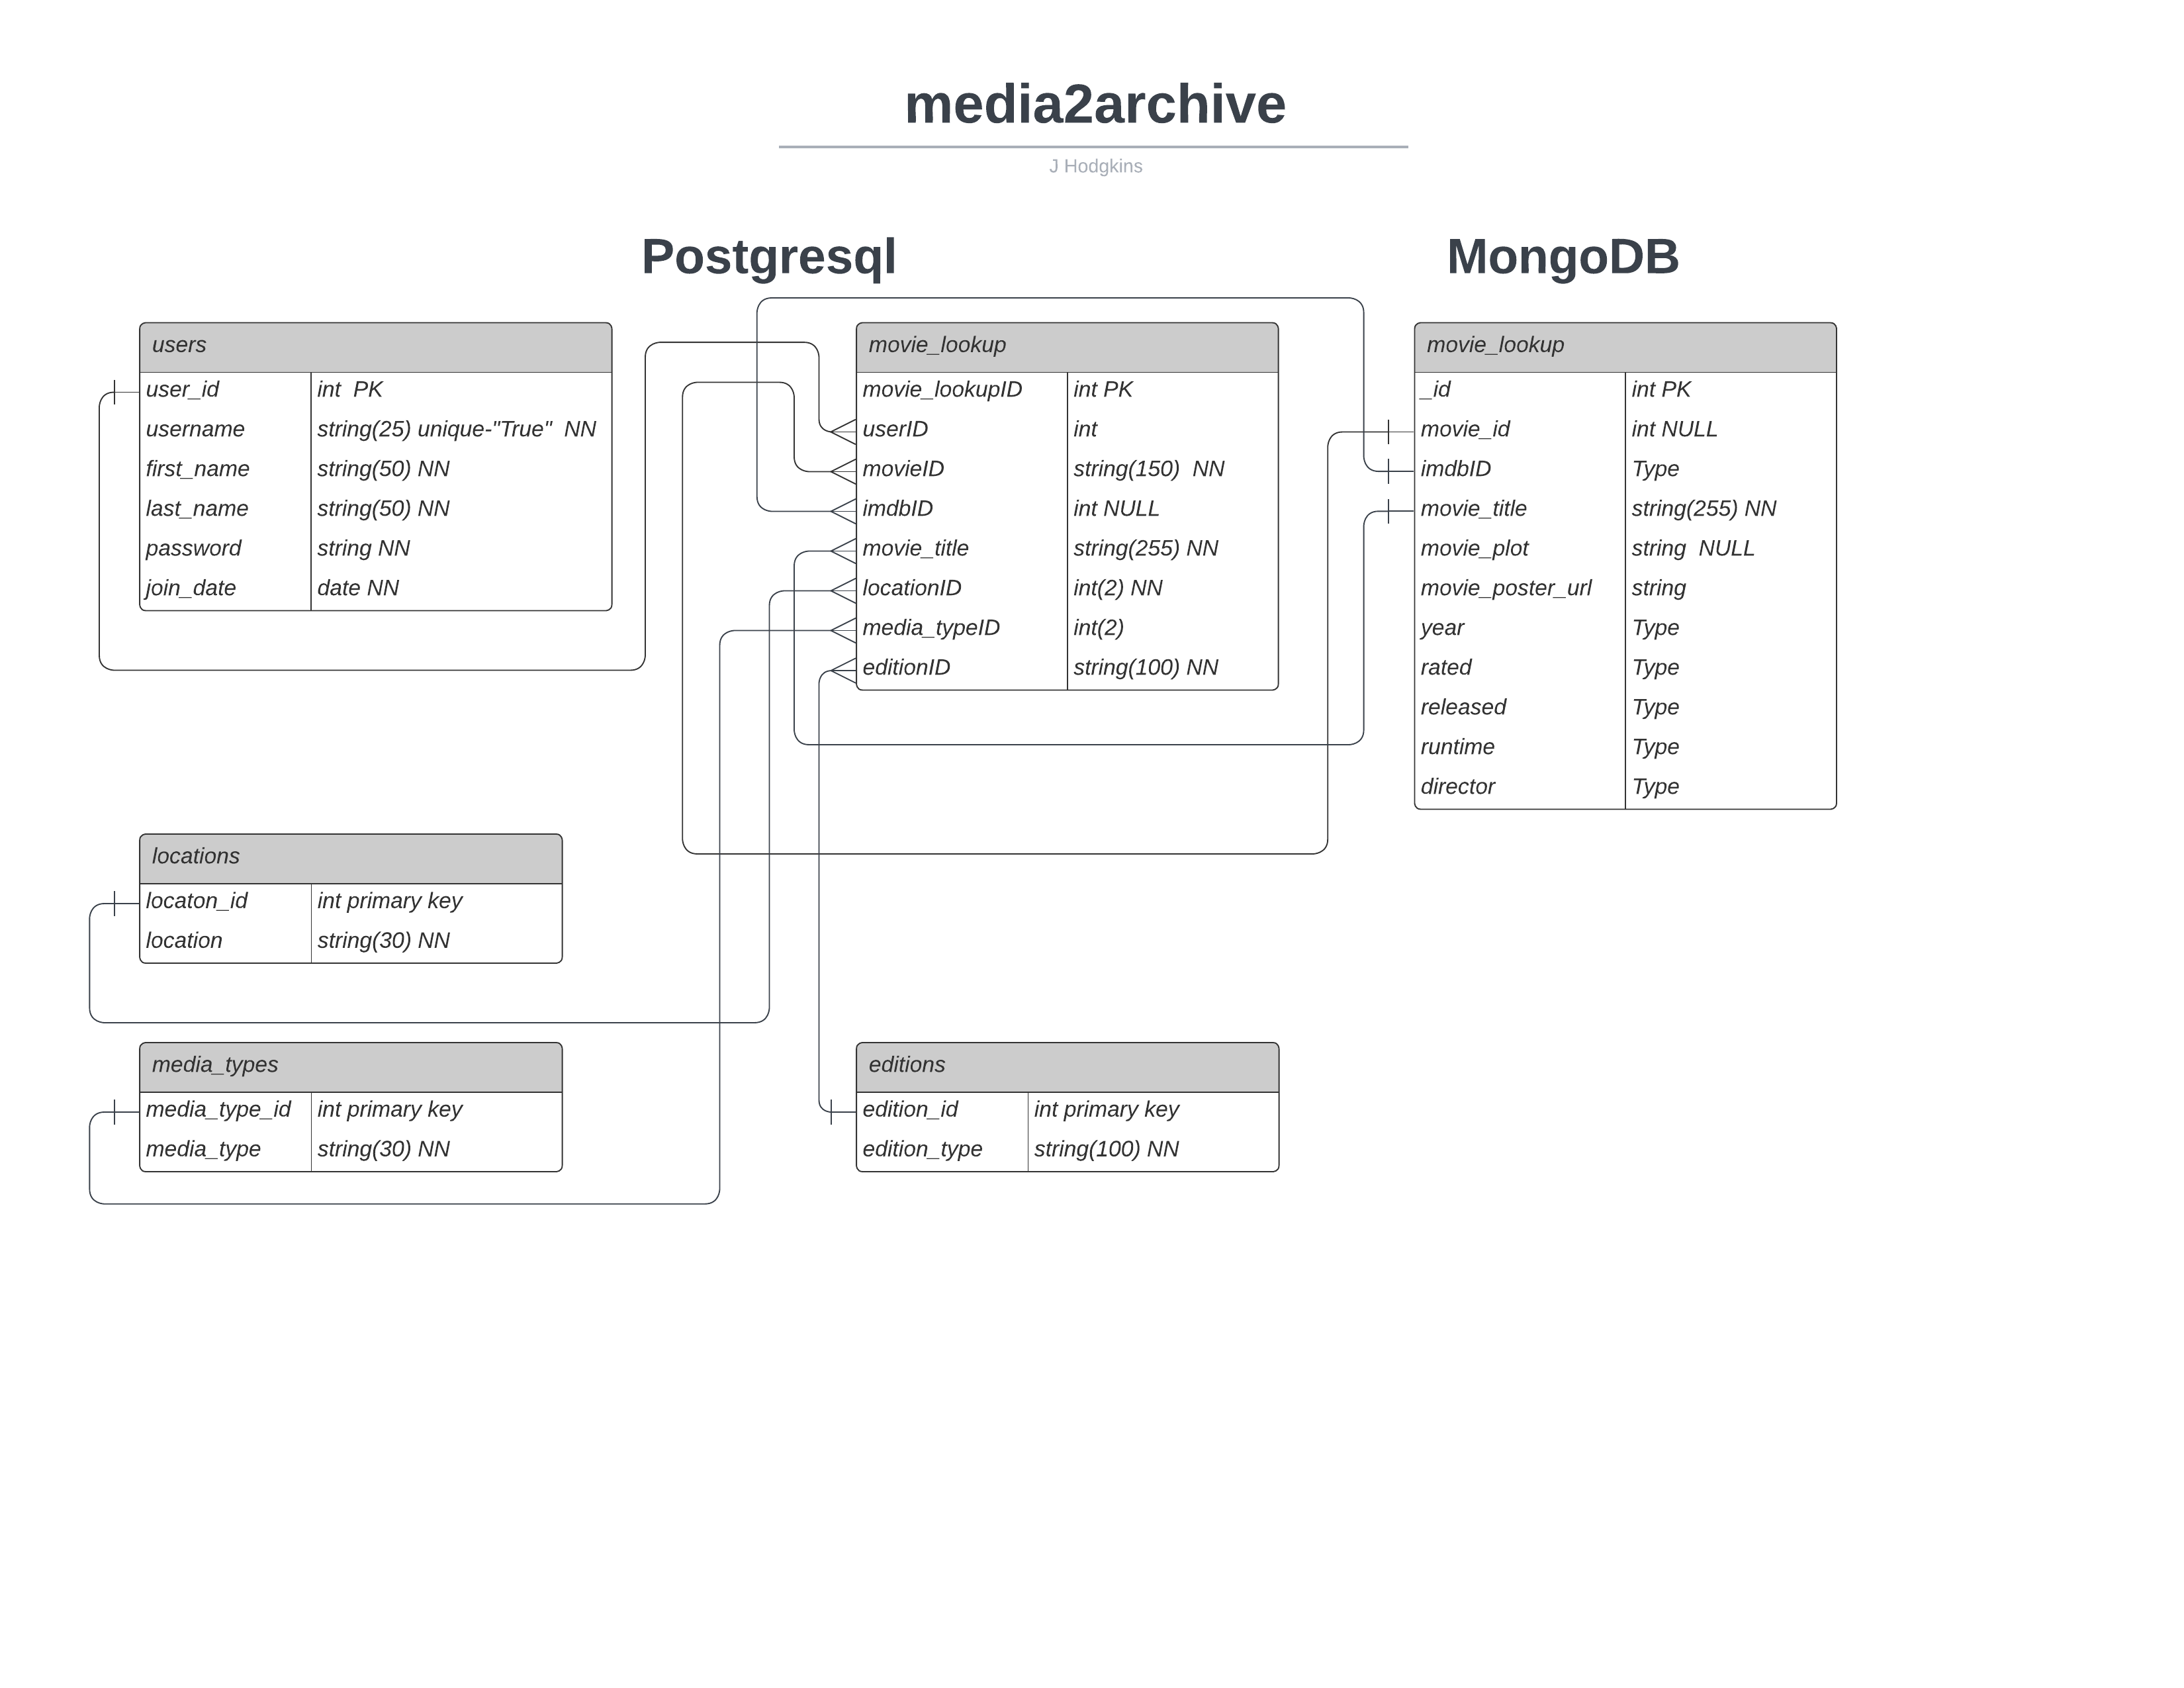 media2archive
J Hodgkins
Postgresql
MongoDB
users
user_id int  PK
username string(25) unique-"True"  NN
first_name string(50) NN
last_name string(50) NN
password string NN
join_date date NN
movie_lookup
movie_lookupID int PK
userID int
movieID string(150)  NN
imdbID int NULL
movie_title string(255) NN
locationID int(2) NN
media_typeID int(2)
editionID string(100) NN
movie_lookup
_id int PK
movie_id int NULL
imdbID Type
movie_title string(255) NN
movie_plot string  NULL
movie_poster_url string
year Type
rated Type
released Type
runtime Type
director Type
locations
locaton_id int primary key
location string(30) NN
media_types
media_type_id int primary key
media_type string(30) NN
editions
edition_id int primary key
edition_type string(100) NN